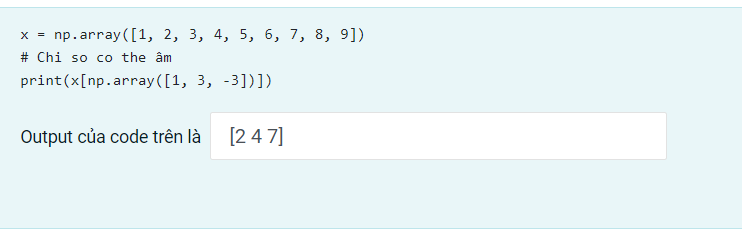 x = np.array([1, 2, 3, 4, 5, 6, 7, 8, 9])
# Chi so co the âm
print(x[np.array([1, 3, -3])])
Output của code trên là [2 4 7]